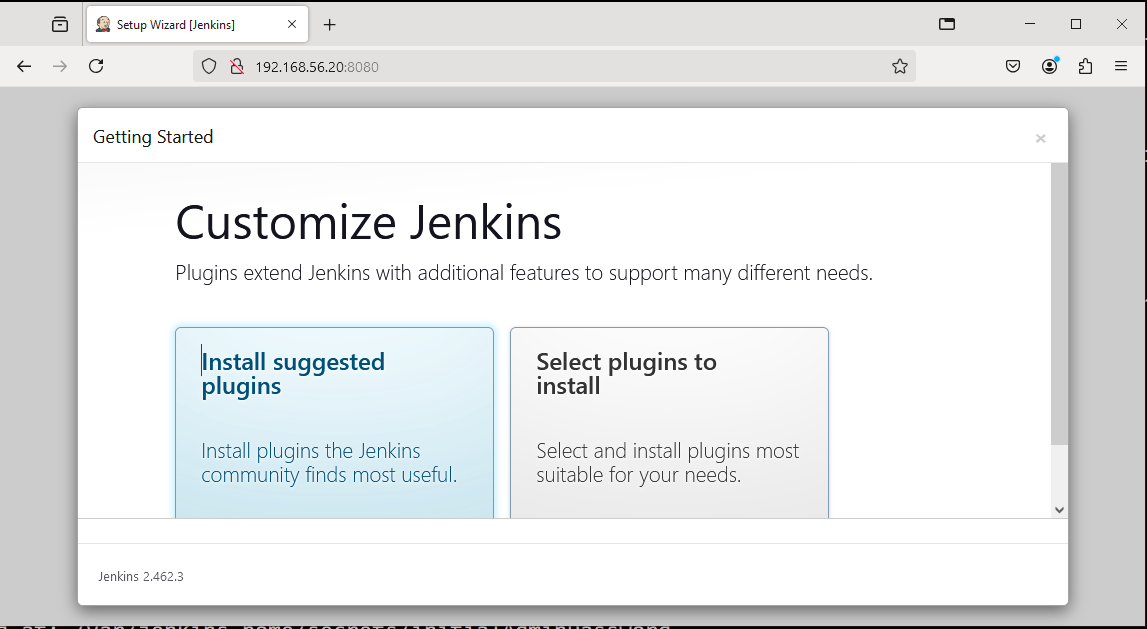 Setup Wizard [Jenkins]
192.168.56.20:8080
Getting Started
Customize Jenkins
Plugins extend Jenkins with additional features to support many different needs.
Install suggested
plugins
Install plugins the Jenkins
community finds most useful.
Select plugins to
install
Select and install plugins most
suitable for your needs.
Jenkins 2.462.3